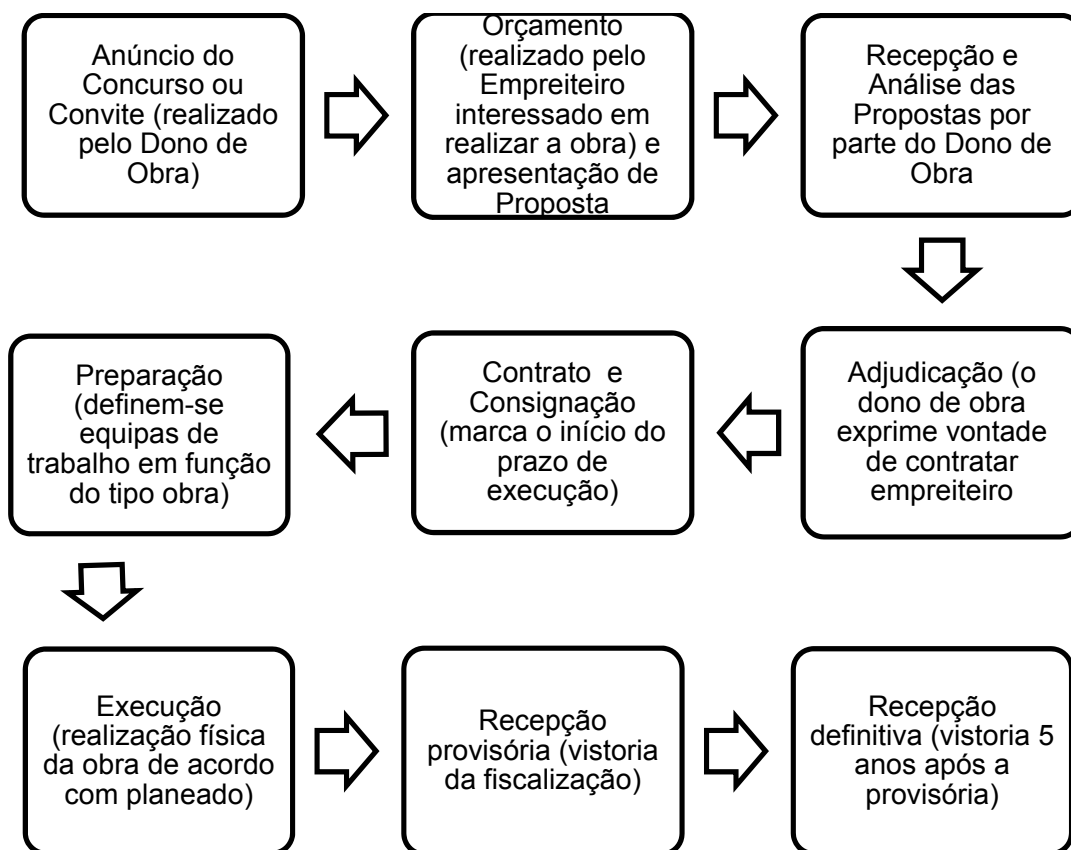 Anúncio do
Concurso ou
Convite (realizado
pelo Dono de
Obra)
Orçamento
(realizado pelo
Empreiteiro
interessado em
realizar a obra) e
apresentação de
Proposta
Recepção e
Análise das
Propostas por
parte do Dono de
Obra
Preparação
(definem-se
equipas de
trabalho em função
do tipo obra)
Contrato e
Consignação
(marca o início do
prazo de
execução)
Adjudicação (o
dono de obra
exprime vontade
de contratar
empreiteiro
Execução
(realização física
da obra de acordo
com planeado)
Recepção
provisória (vistoria
da fiscalização)
Recepção
definitiva (vistoria 5
anos após a
provisória)